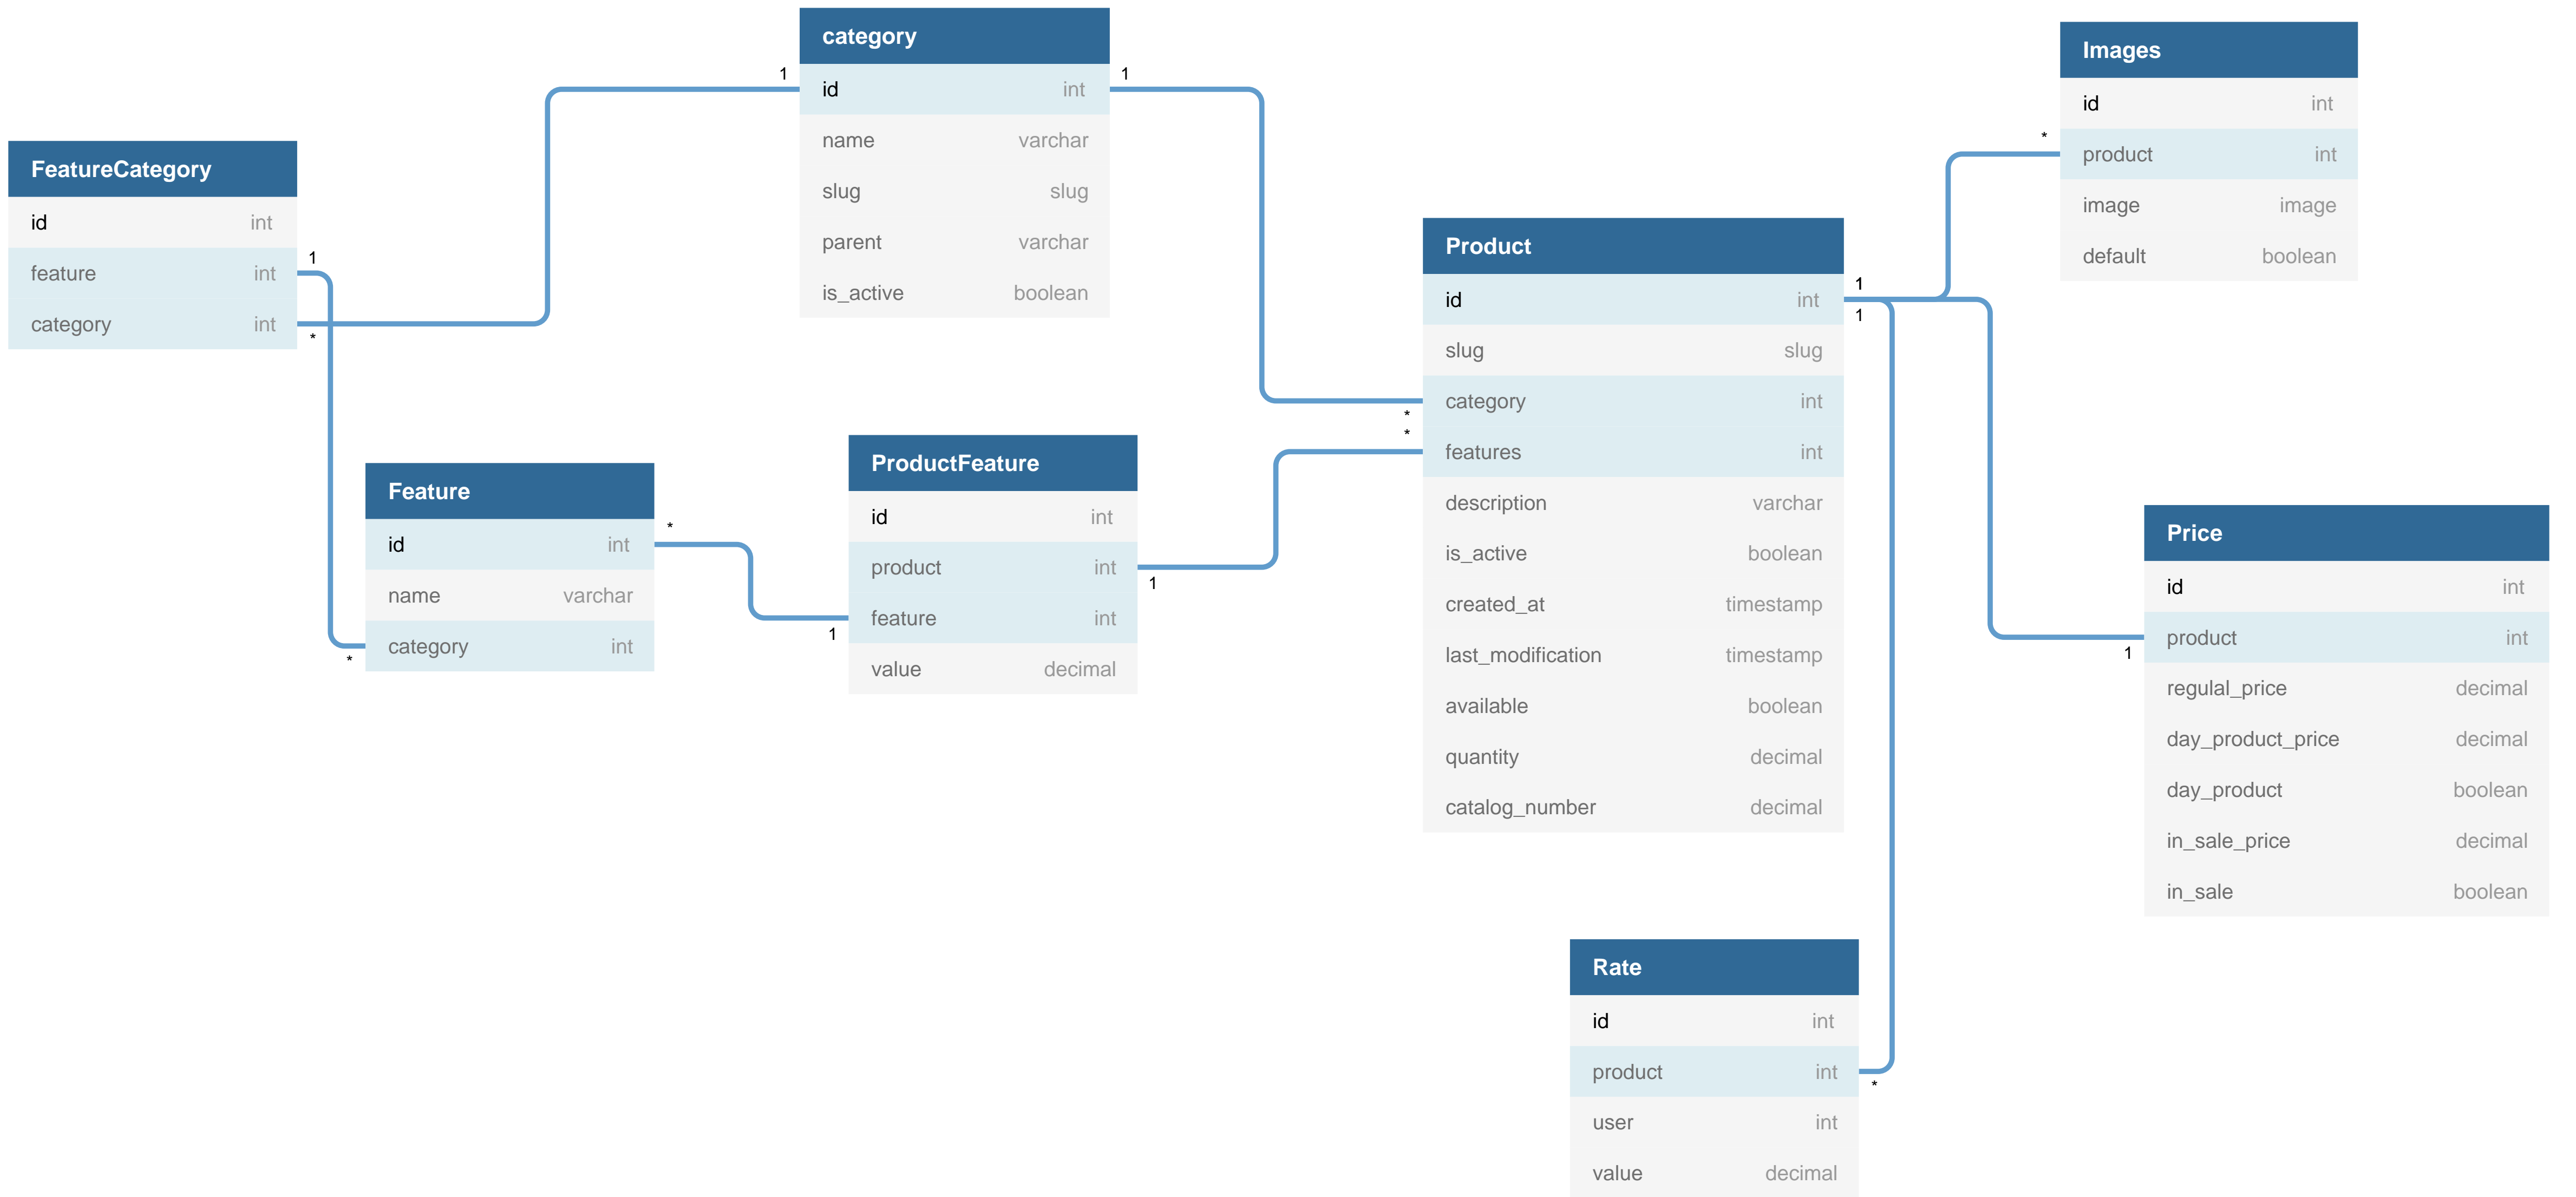 category
1
id int
1
name varchar
slug slug
parent varchar
is_active boolean
Images
id int
*
product int
image image
default boolean
FeatureCategory
id int
feature int
1
category int
*
Product
id int
1
1
slug slug
category int
*
*
features int
description varchar
is_active boolean
created_at timestamp
last_modification timestamp
available boolean
quantity decimal
catalog_number decimal
Feature
id int
*
name varchar
category int
*
ProductFeature
id int
product int
1
feature int
1
value decimal
Price
id int
product int
1
regulal_price decimal
day_product_price decimal
day_product boolean
in_sale_price decimal
in_sale boolean
Rate
id int
product int
*
user int
value decimal